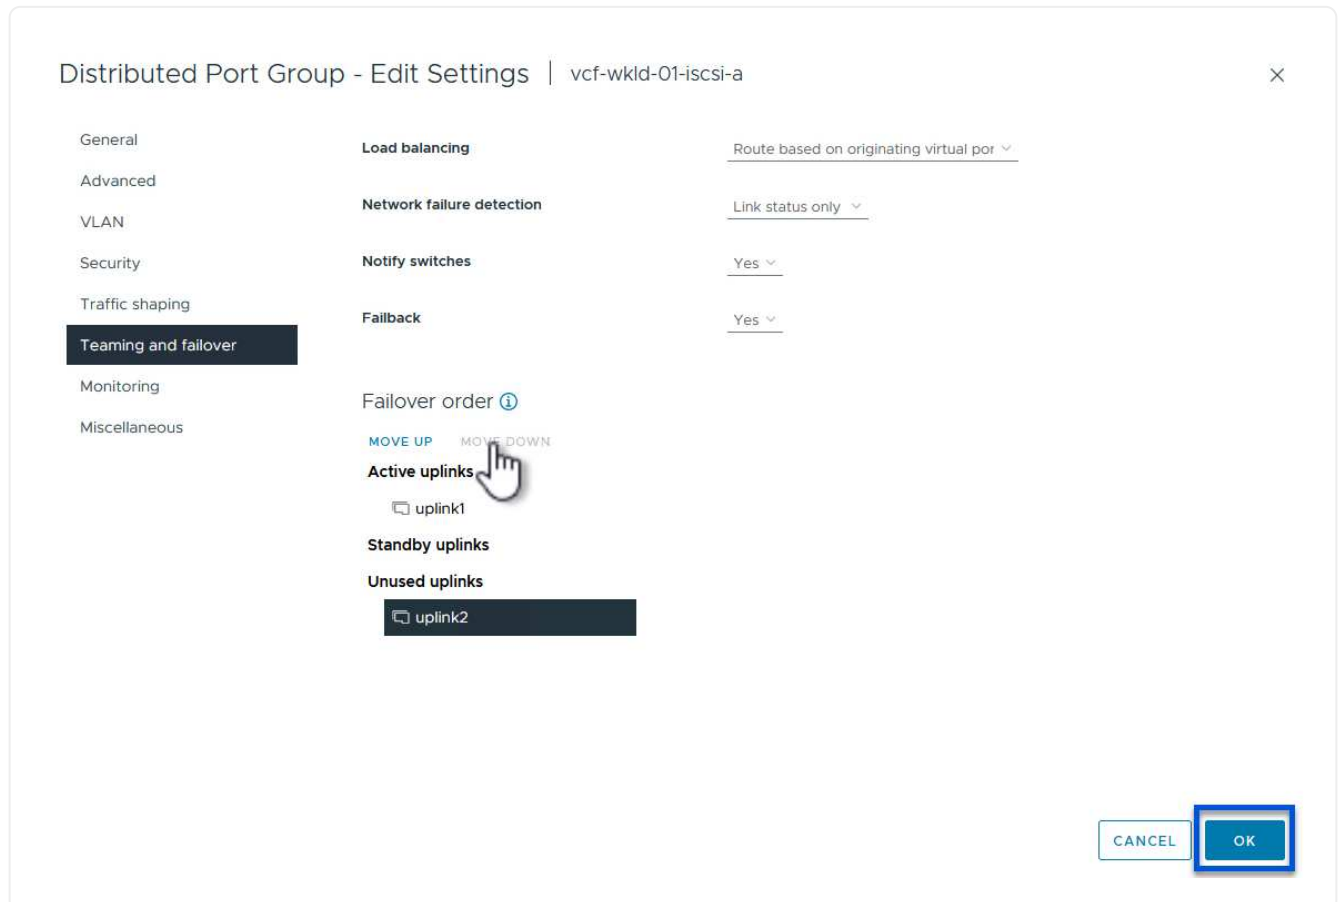 Distributed Port Group - Edit Settings | vcf-wkld-01-iscsi-a
General
Advanced
VLAN
Security
Traffic shaping
Teaming and failover
Monitoring
Miscellaneous
Load balancing
Route based on originating virtual por
Network failure detection
Link status only
Notify switches
Yes
Failback
Yes
Failover order
MOVE UP MOVE DOWN
Active uplinks
uplink1
Standby uplinks
Unused uplinks
uplink2
CANCEL OK